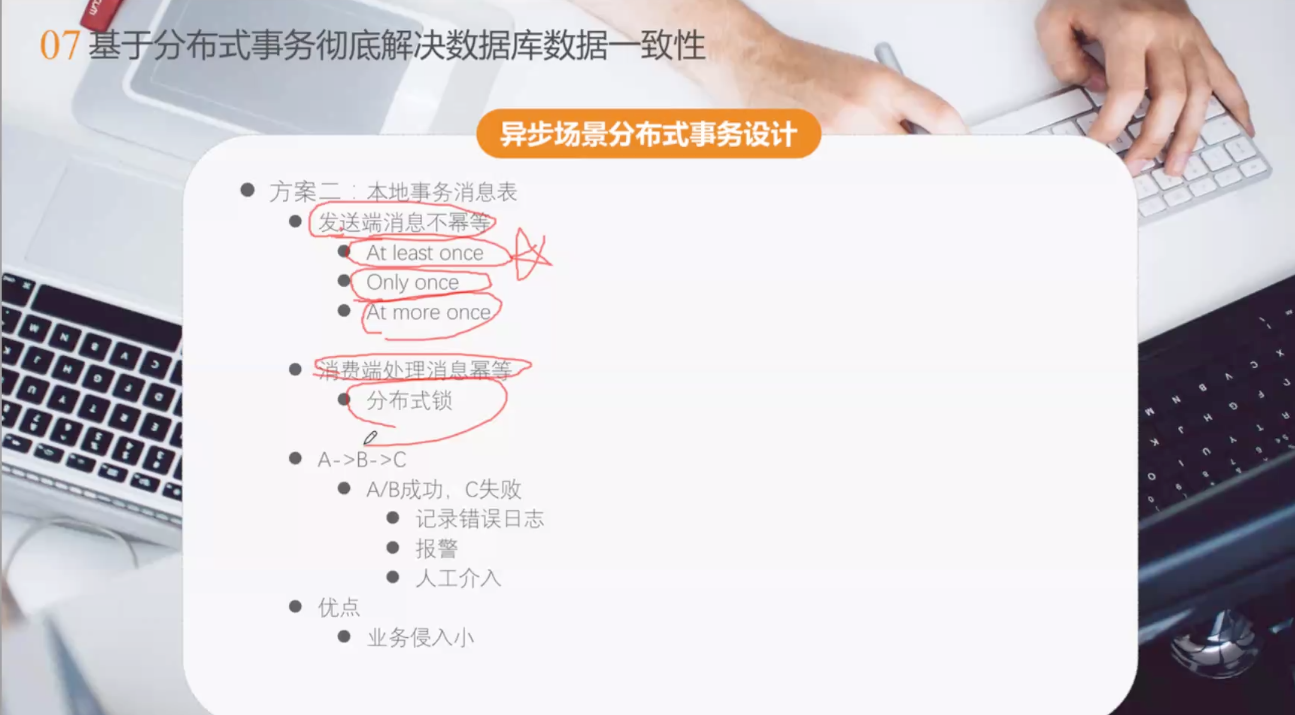 07 基于分布式事务彻底解决数据库数据一致性
异步场景分布式事务设计
方案二：本地事务消息表
发送端消息不幂等
At least once
Only once
At more once
消费端处理消息幂等
分布式锁
A->B->C
A/B成功，C失败
记录错误日志
报警
人工介入
优点
业务侵入小